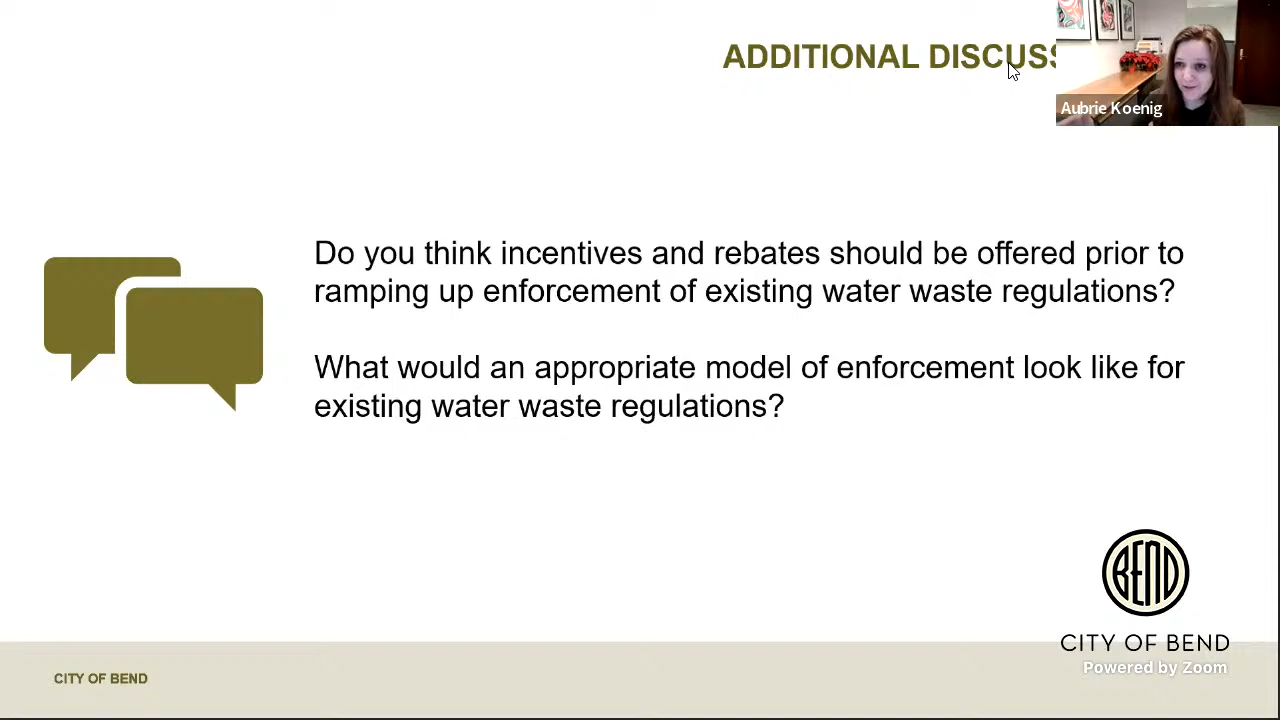 ADDITIONAL DISCUSS
Aubrie Koenig
Do you think incentives and rebates should be offered prior to
ramping up enforcement of existing water waste regulations?
What would an appropriate model of enforcement look like for
existing water waste regulations?
BEND
CITY OF BEND
Powered by Zoom
CITY OF BEND